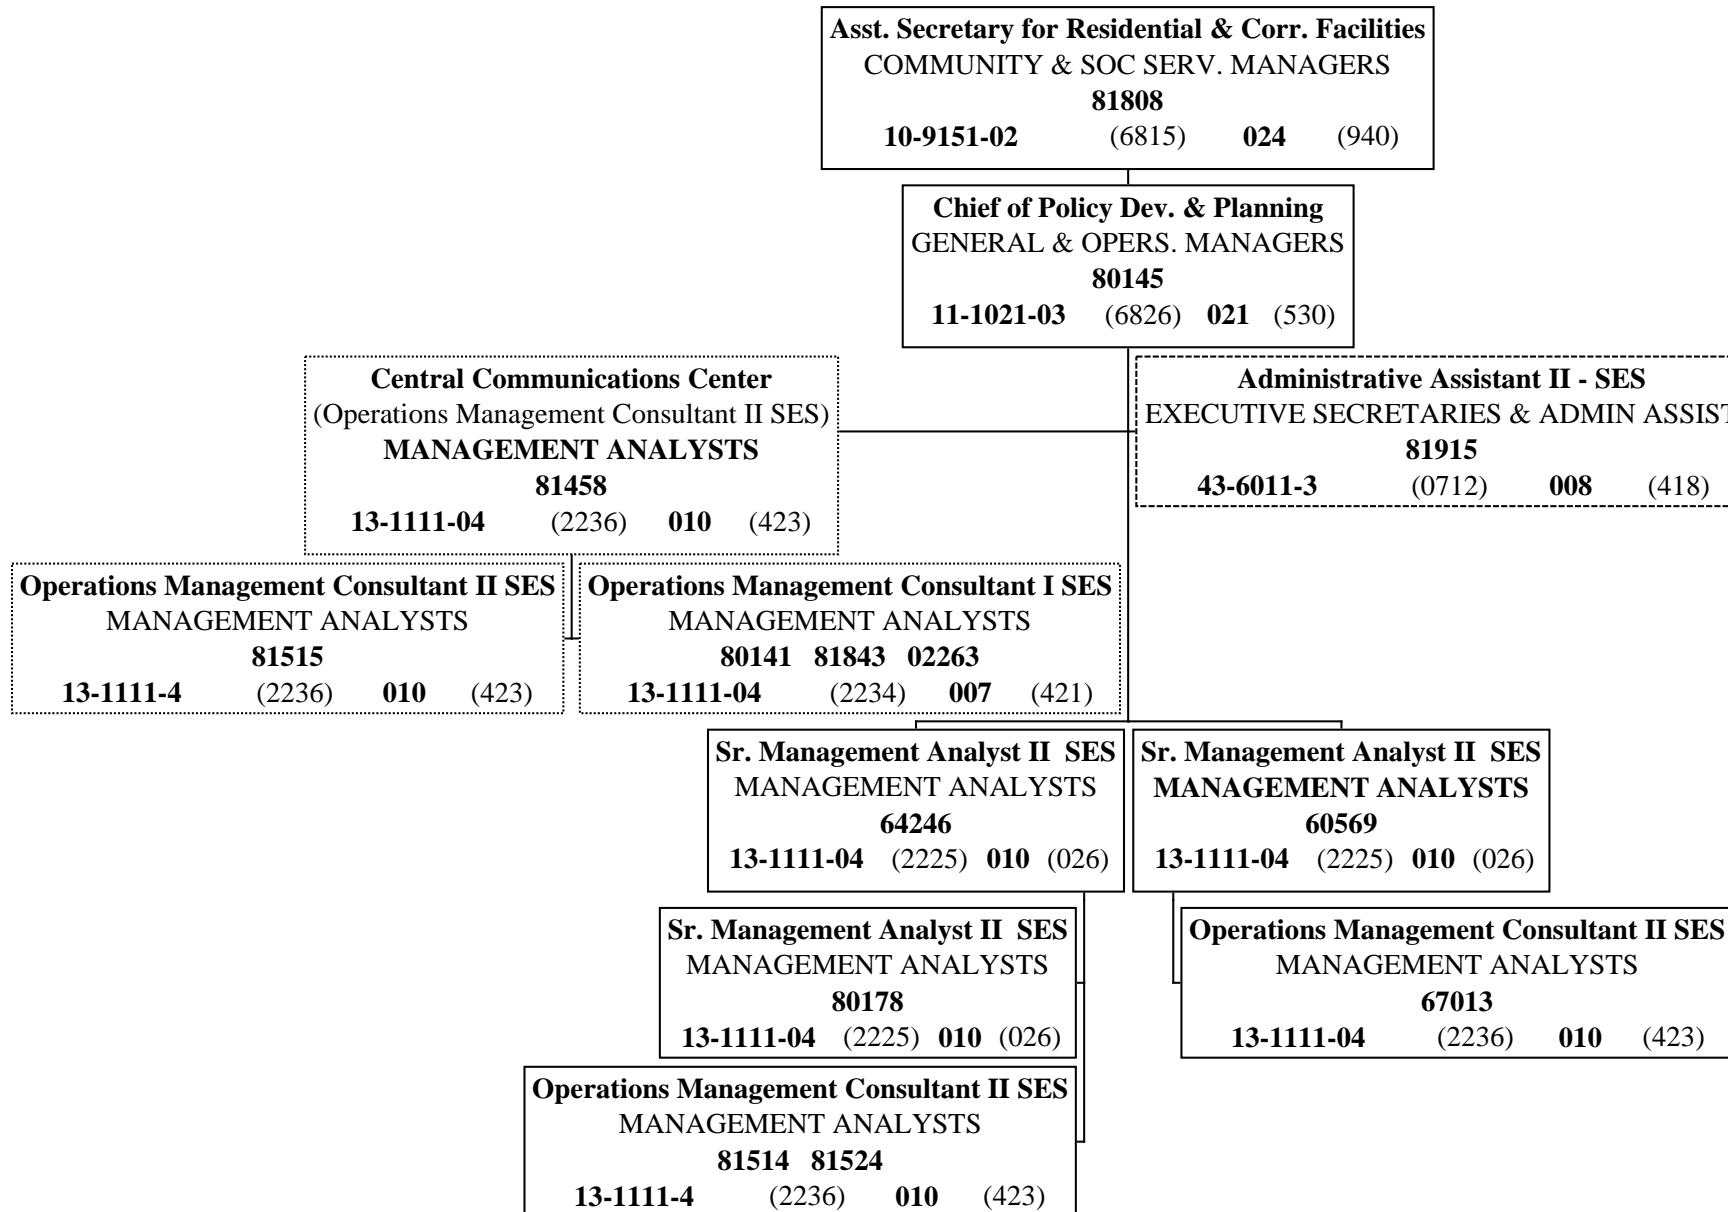 Asst. Secretary for Residential & Corr. Facilities
COMMUNITY & SOC SERV. MANAGERS
81808
10-9151-02 (6815) 024 (940)
Chief of Policy Dev. & Planning
GENERAL & OPERS. MANAGERS
80145
11-1021-03 (6826) 021 (530)
Central Communications Center
(Operations Management Consultant II SES)
MANAGEMENT ANALYSTS
81458
13-1111-04 (2236) 010 (423)
Administrative Assistant II - SES
EXECUTIVE SECRETARIES & ADMIN ASSIST
81915
43-6011-3 (0712) 008 (418)
Operations Management Consultant II SES
MANAGEMENT ANALYSTS
81515
13-1111-4 (2236) 010 (423)
Operations Management Consultant I SES
MANAGEMENT ANALYSTS
80141 81843 02263
13-1111-04 (2234) 007 (421)
Sr. Management Analyst II SES
MANAGEMENT ANALYSTS
64246
13-1111-04 (2225) 010 (026)
Sr. Management Analyst II SES
MANAGEMENT ANALYSTS
60569
13-1111-04 (2225) 010 (026)
Sr. Management Analyst II SES
MANAGEMENT ANALYSTS
80178
13-1111-04 (2225) 010 (026)
Operations Management Consultant II SES
MANAGEMENT ANALYSTS
67013
13-1111-04 (2236) 010 (423)
Operations Management Consultant II SES
MANAGEMENT ANALYSTS
81514 81524
13-1111-4 (2236) 010 (423)